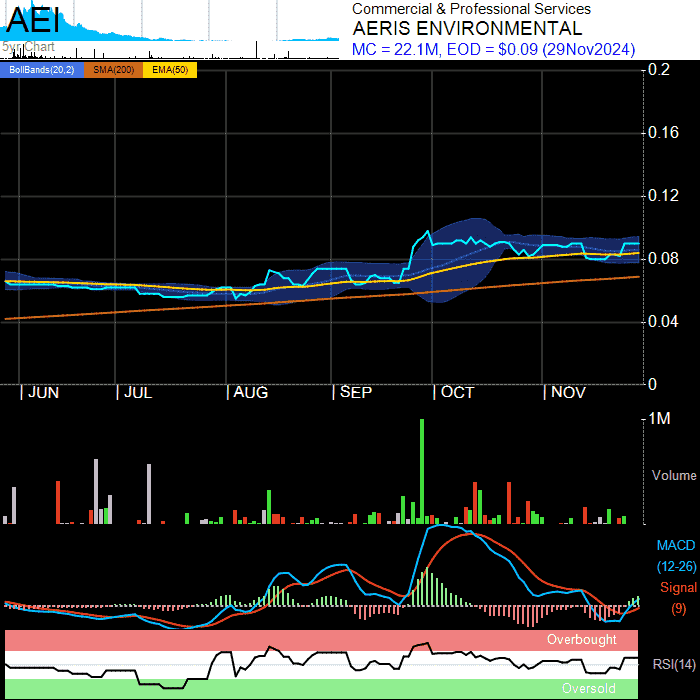 AEI
Commercial & Professional Services
AERIS ENVIRONMENTAL
MC = 22.1M, EOD = $0.09 (29Nov2024)
5yr Chart
BollBands(20,2) SMA(200) EMA(50)
0.2
0.16
0.12
0.08
0.04
0
JUN JUL AUG SEP OCT NOV
1M
Volume
MACD
(12-26)
Signal
(9)
Overbought
RSI(14)
Oversold